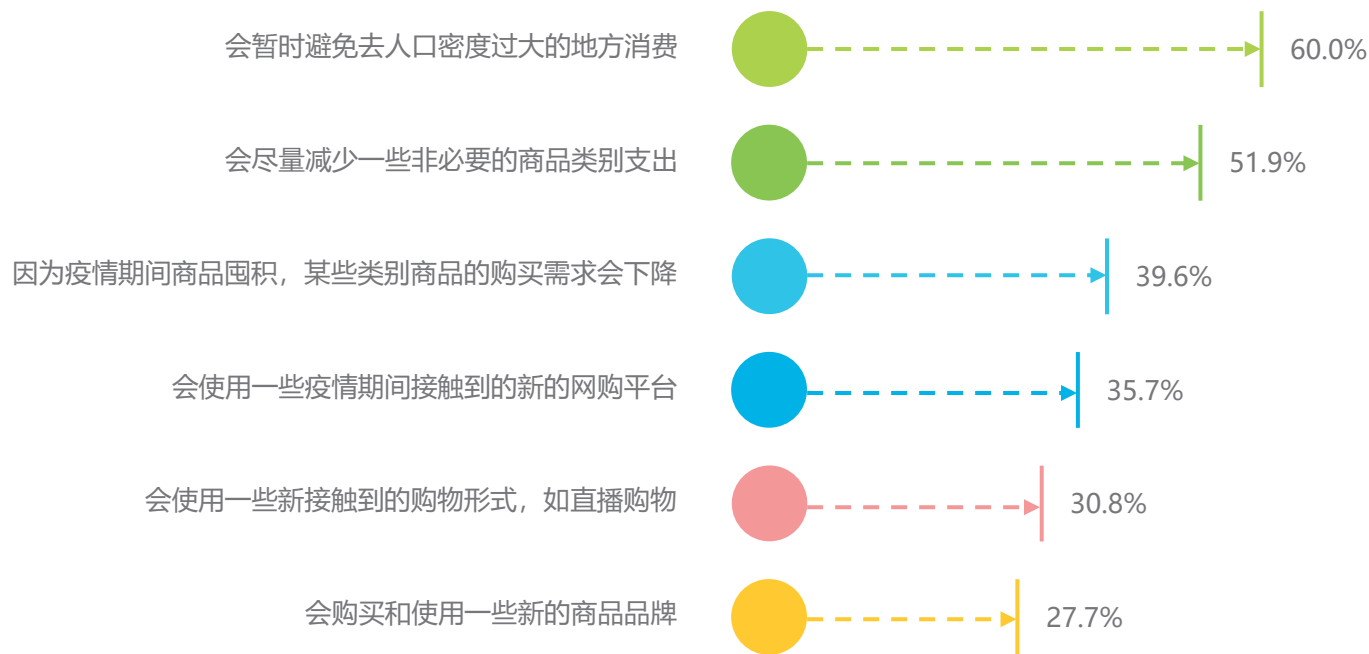 会暂时避免去人口密度过大的地方消费 60.0%
会尽量减少一些非必要的商品类别支出 51.9%
因为疫情期间商品囤积，某些类别商品的购买需求会下降 39.6%
会使用一些疫情期间接触到的新的网购平台 35.7%
会使用一些新接触到的购物形式，如直播购物 30.8%
会购买和使用一些新的商品品牌 27.7%